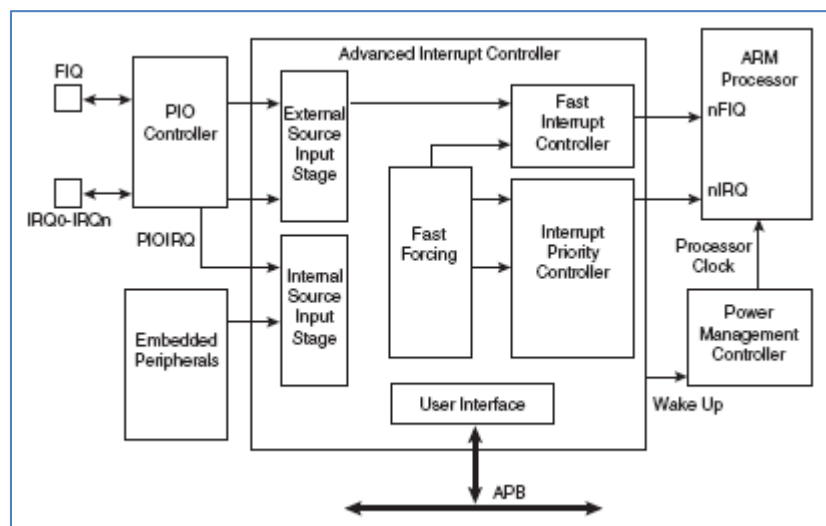 Advanced Interrupt Controller
FIQ
PIO
Controller
IRQ0-IRQn
PIOIRQ
Embedded
Peripherals
External
Source
Input
Stage
Internal
Source
Input
Stage
Fast
Forcing
Fast
Interrupt
Controller
Interrupt
Priority
Controller
User Interface
APB
ARM
Processor
nFIQ
nIRQ
Processor
Clock
Power
Management
Controller
Wake Up